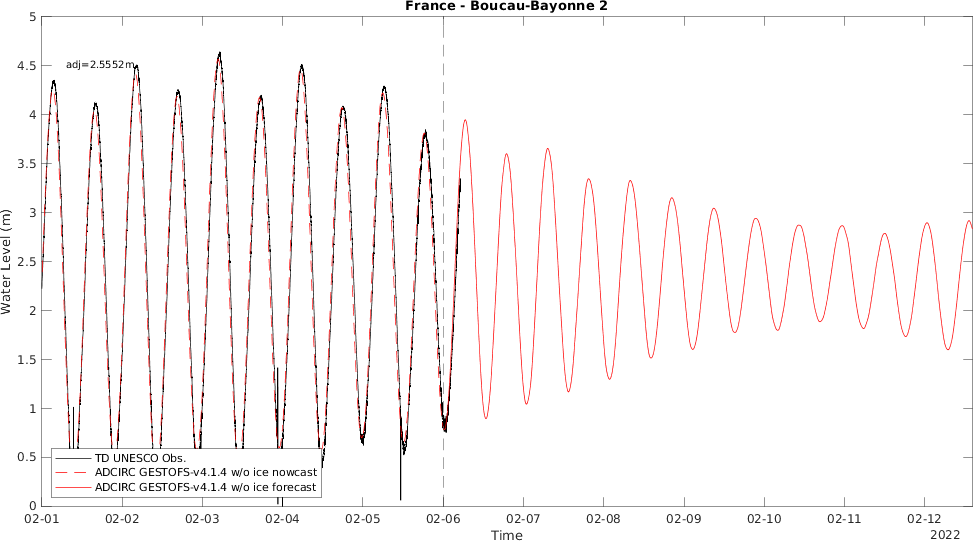 France - Boucau-Bayonne 2
5
4.5
4
3.5
3
2.5
2
1.5
1
0.5
0
Water Level (m)
adj=2.5552m
TD UNESCO Obs.
ADCIRC GESTOFS-v4.1.4 w/o ice nowcast
ADCIRC GESTOFS-v4.1.4 w/o ice forecast
02-01 02-02 02-03 02-04 02-05 02-06 02-07 02-08 02-09 02-10 02-11 02-12
Time
2022